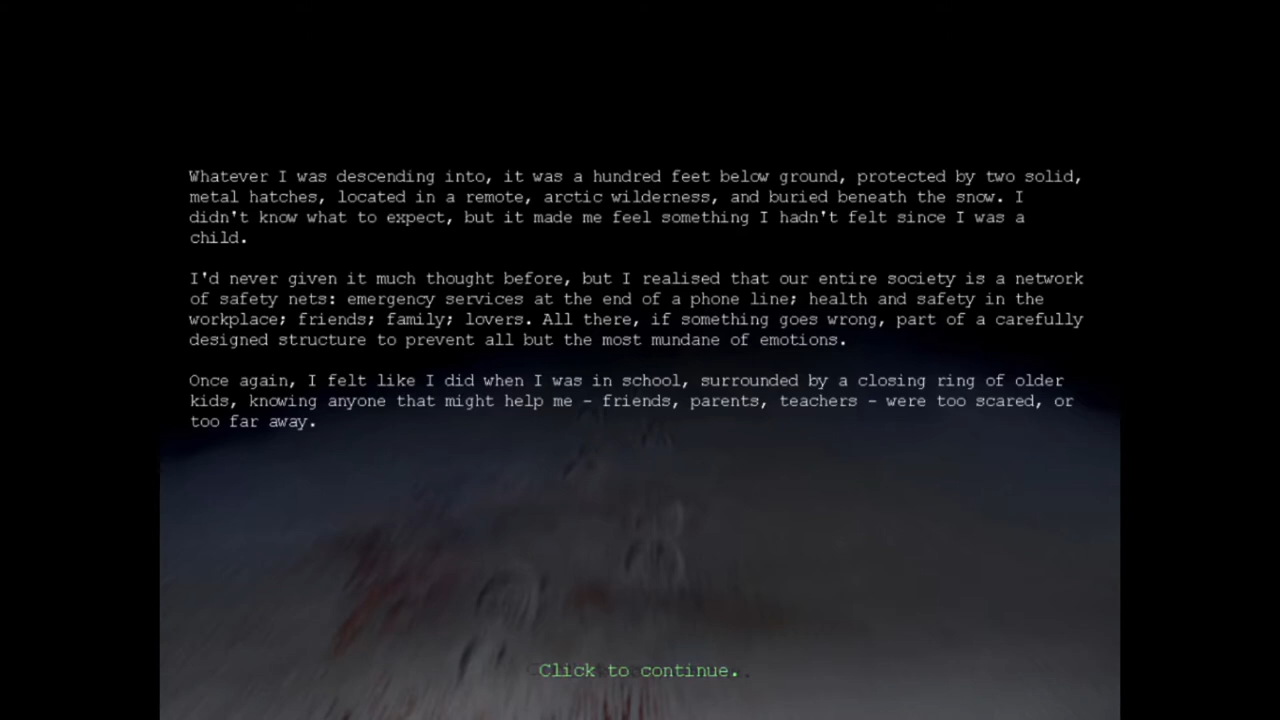 Whatever I was descending into, it was a hundred feet below ground, protected by two solid,
metal hatches, located in a remote, arctic wilderness, and buried beneath the snow. I
didn't know what to expect, but it made me feel something I hadn't felt since I was a
child.
I'd never given it much thought before, but I realised that our entire society is a network
of safety nets: emergency services at the end of a phone line; health and safety in the
workplace; friends; family; lovers. All there, if something goes wrong, part of a carefully
designed structure to prevent all but the most mundane of emotions.
Once again, I felt like I did when I was in school, surrounded by a closing ring of older
kids, knowing anyone that might help me - friends, parents, teachers - were too scared, or
too far away.
Click to continue.